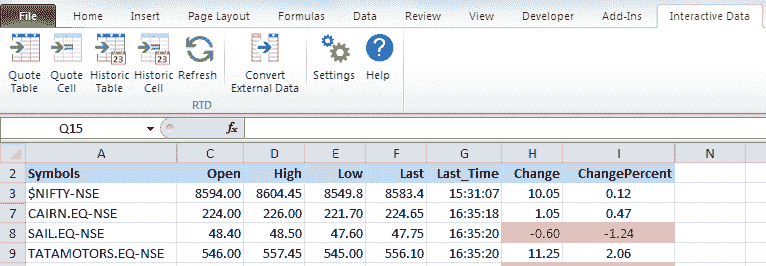 File Home Insert Page Layout Formulas Data Review View Developer Add-Ins Interactive Data
Quote Quote Historic Historic Refresh Convert Settings Help
Table Cell Table Cell External Data
RTD
Q15 fx
A C D E F G H I N
2 Symbols Open High Low Last Last_Time Change ChangePercent
3 $NIFTY-NSE 8594.00 8604.45 8549.8 8583.4 15:31:07 10.05 0.12
7 CAIRN.EQ-NSE 224.00 226.00 221.70 224.65 16:35:18 1.05 0.47
8 SAIL.EQ-NSE 48.40 48.50 47.60 47.75 16:35:20 -0.60 -1.24
9 TATAMOTORS.EQ-NSE 546.00 557.45 545.00 556.10 16:35:20 11.25 2.06